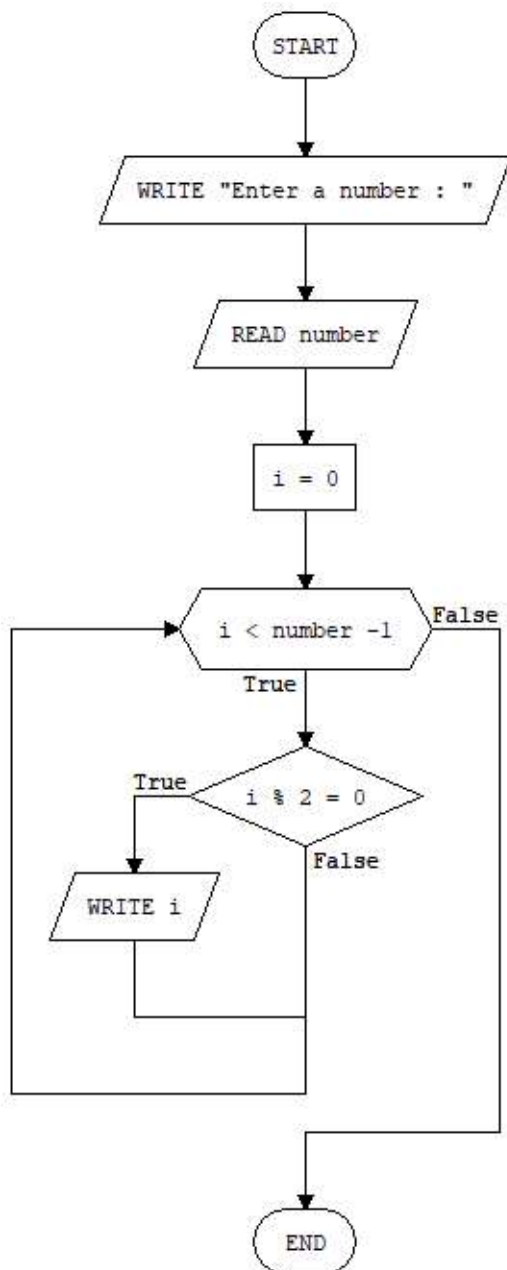 START
WRITE "Enter a number : "
READ number
i = 0
i < number -1
False
True
i % 2 = 0
True
False
WRITE i
END